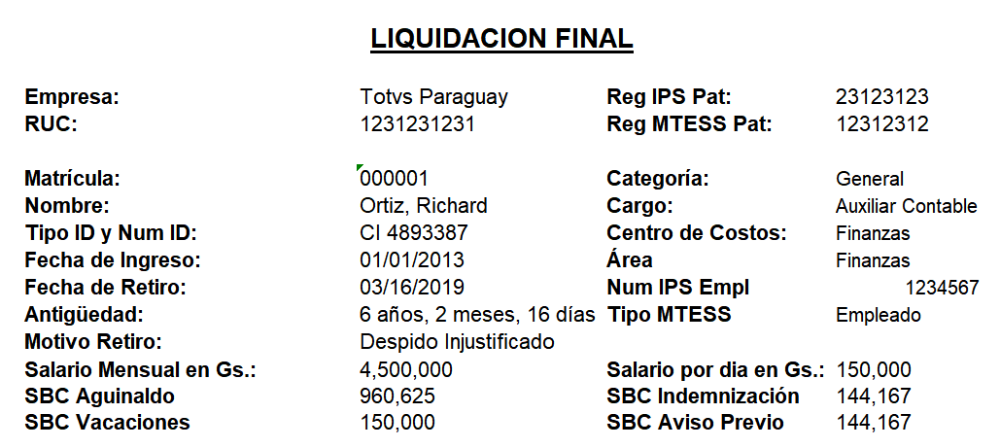 LIQUIDACION FINAL
Empresa: Totvs Paraguay Reg IPS Pat: 23123123
RUC: 1231231231 Reg MTESS Pat: 12312312
Matrícula: 000001 Categoría: General
Nombre: Ortiz, Richard Cargo: Auxiliar Contable
Tipo ID y Num ID: CI 4893387 Centro de Costos: Finanzas
Fecha de Ingreso: 01/01/2013 Área Finanzas
Fecha de Retiro: 03/16/2019 Num IPS Empl 1234567
Antigüedad: 6 años, 2 meses, 16 días Tipo MTESS Empleado
Motivo Retiro: Despido Injustificado
Salario Mensual en Gs.: 4,500,000 Salario por dia en Gs.: 150,000
SBC Aguinaldo 960,625 SBC Indemnización 144,167
SBC Vacaciones 150,000 SBC Aviso Previo 144,167